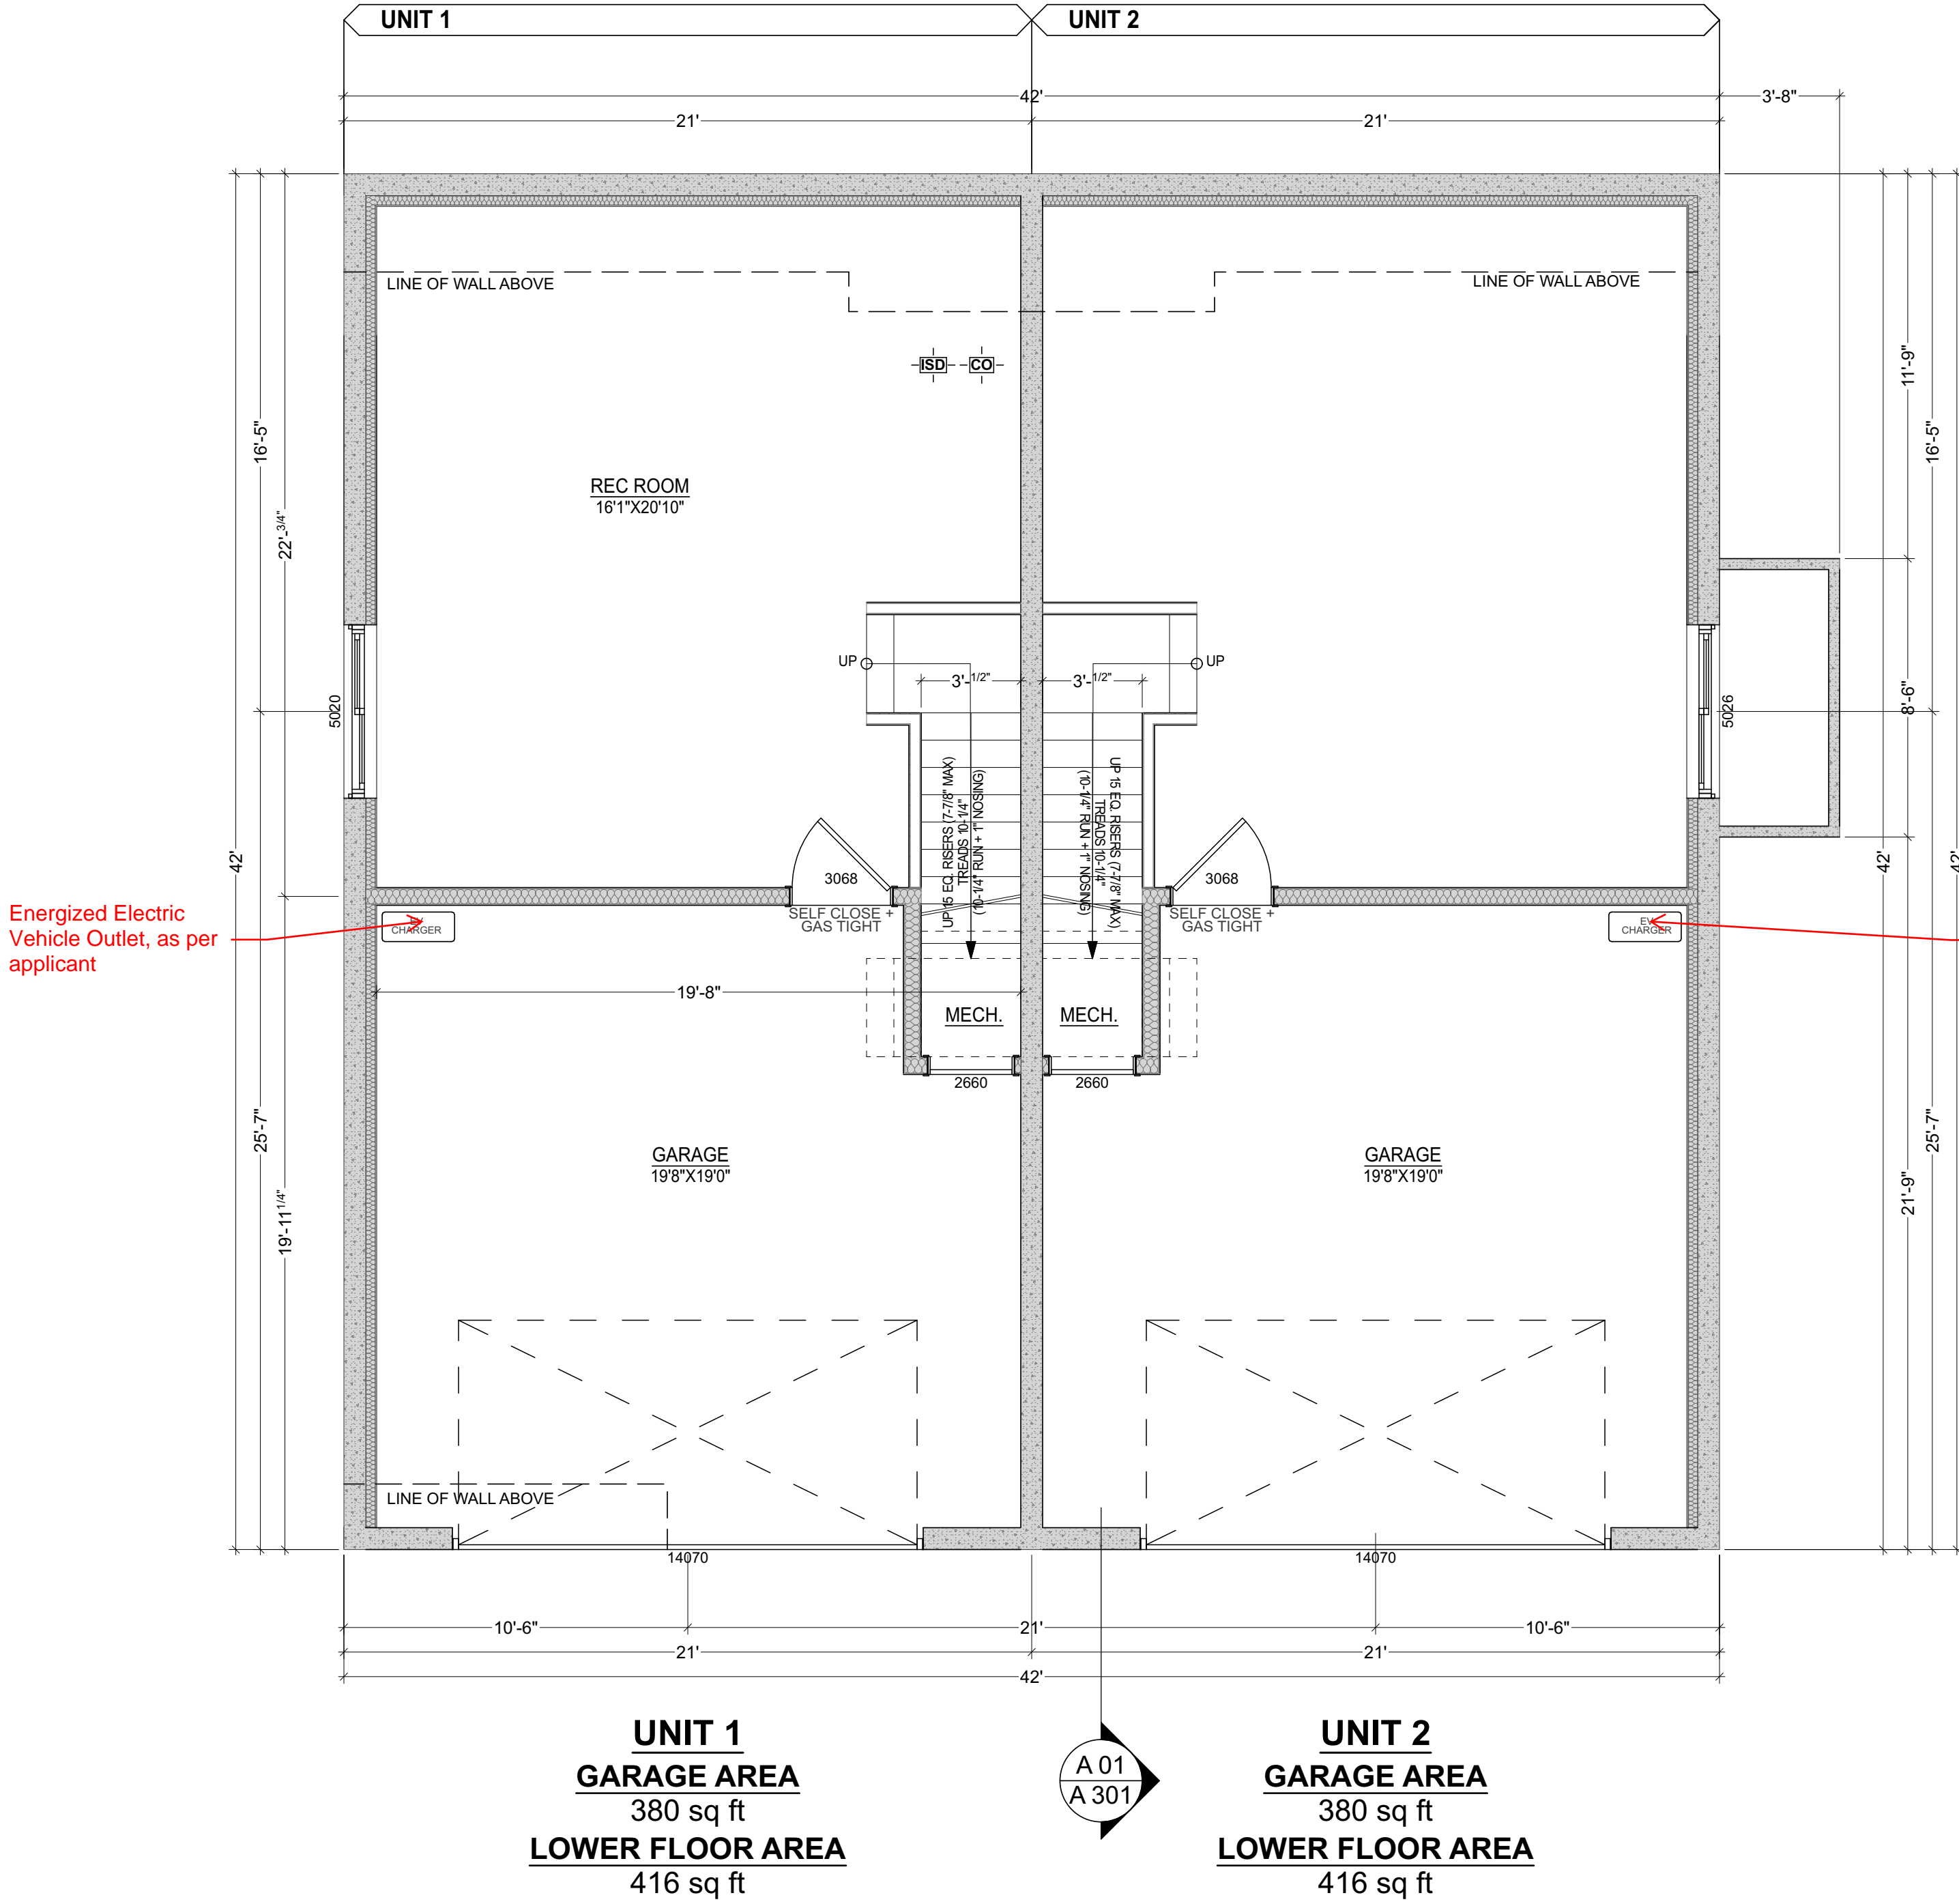 UNIT 1
UNIT 2
42'
3'-8"
21'
21'
LINE OF WALL ABOVE
LINE OF WALL ABOVE
ISD
CO
11'-9"
16'-5"
16'-5"
REC ROOM
16'1"X20'10"
22'-3/4"
UP
UP
3'-1/2"
3'-1/2"
5020
5026
8'-6"
UP 15 EQ. RISERS (7-7/8" MAX)
TREADS 10-1/4"
(10-1/4" RUN + 1" NOSING)
UP 15 EQ. RISERS (7-7/8" MAX)
TREADS 10-1/4"
(10-1/4" RUN + 1" NOSING)
42'
42'
42'
3068
3068
SELF CLOSE +
GAS TIGHT
SELF CLOSE +
GAS TIGHT
Energized Electric
Vehicle Outlet, as per
applicant
CHARGER
EV
CHARGER
19'-8"
MECH.
MECH.
2660
2660
25'-7"
25'-7"
GARAGE
19'8"X19'0"
GARAGE
19'8"X19'0"
19'-11 1/4"
21'-9"
LINE OF WALL ABOVE
14070
14070
10'-6"
21'
10'-6"
21'
21'
42'
UNIT 1
GARAGE AREA
380 sq ft
LOWER FLOOR AREA
416 sq ft
A 01
A 301
UNIT 2
GARAGE AREA
380 sq ft
LOWER FLOOR AREA
416 sq ft